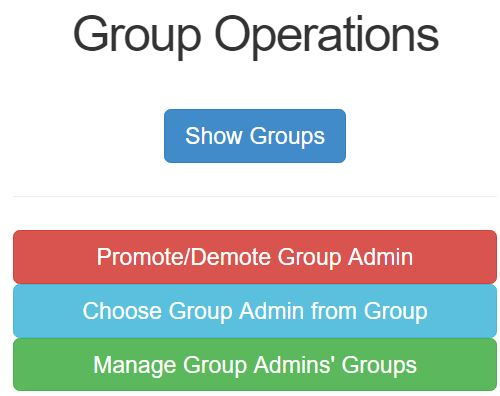 Group Operations
Show Groups
Promote/Demote Group Admin
Choose Group Admin from Group
Manage Group Admins' Groups